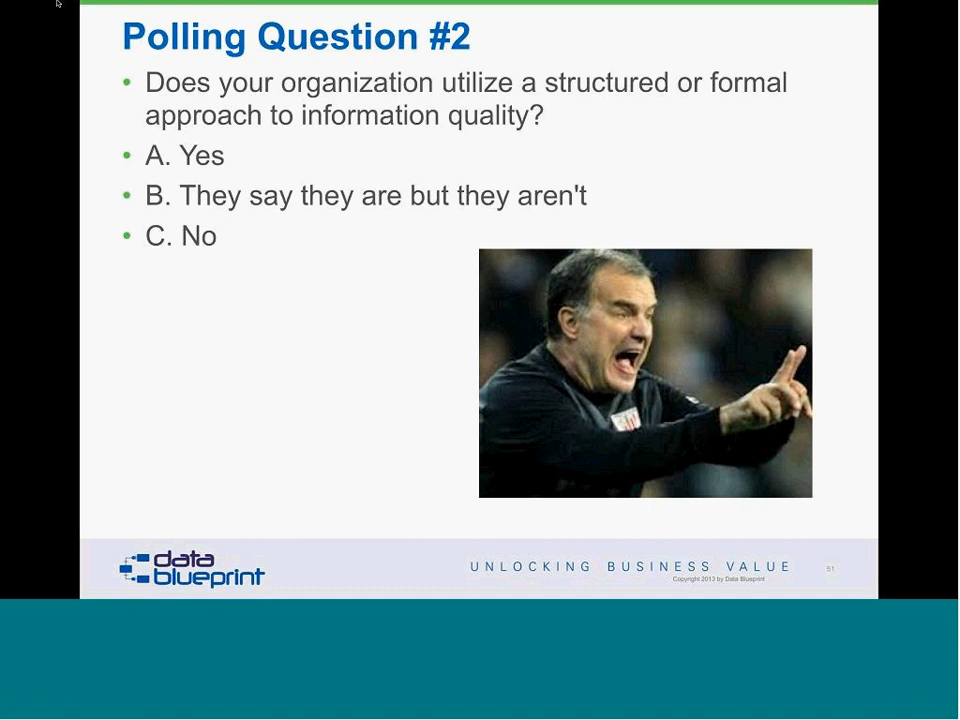 Polling Question #2
• Does your organization utilize a structured or formal
approach to information quality?
• A. Yes
• B. They say they are but they aren't
• C. No
data
blueprint
UNLOCKING BUSINESS VALUE
Copyright 2013 by Data Blueprint
51